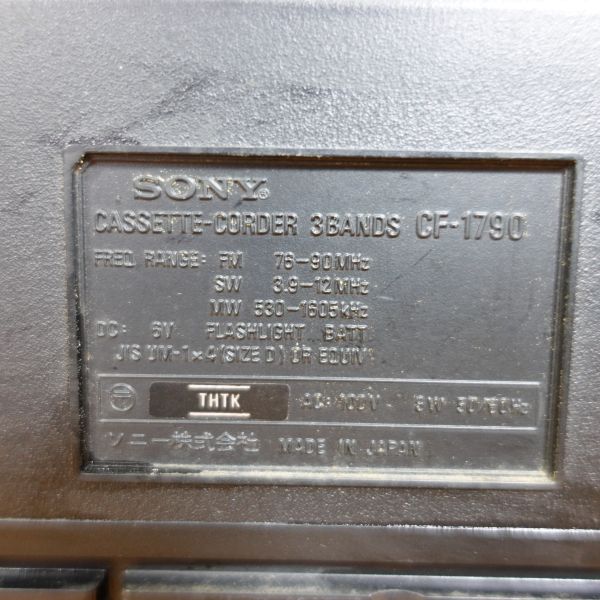 SONY®
CASSETTE-CORDER 3BANDS CF-1790
FREQ RANGE: FM 76-90MHz
SW 3.9-12MHz
MW 530-1605kHz
DC: 6V FLASHLIGHT BATT
JIS UM-1×4 (SIZE D) OR EQUIV
THTK AC: 100V 50/60Hz
ソニー株式会社 MADE IN JAPAN